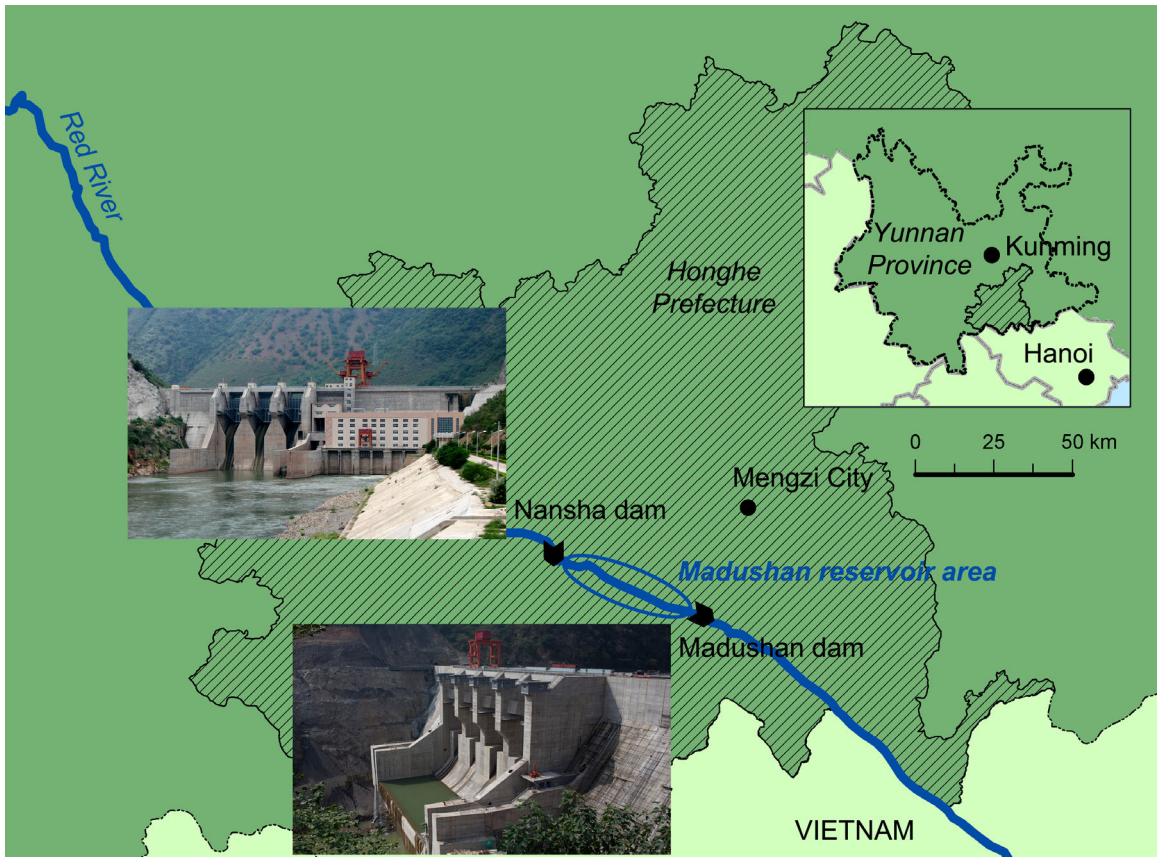 Red River
Honghe
Prefecture
Yunnan
Province
Kunming
Hanoi
0 25 50 km
Mengzi City
Nansha dam
Madushan reservoir area
Madushan dam
VIETNAM